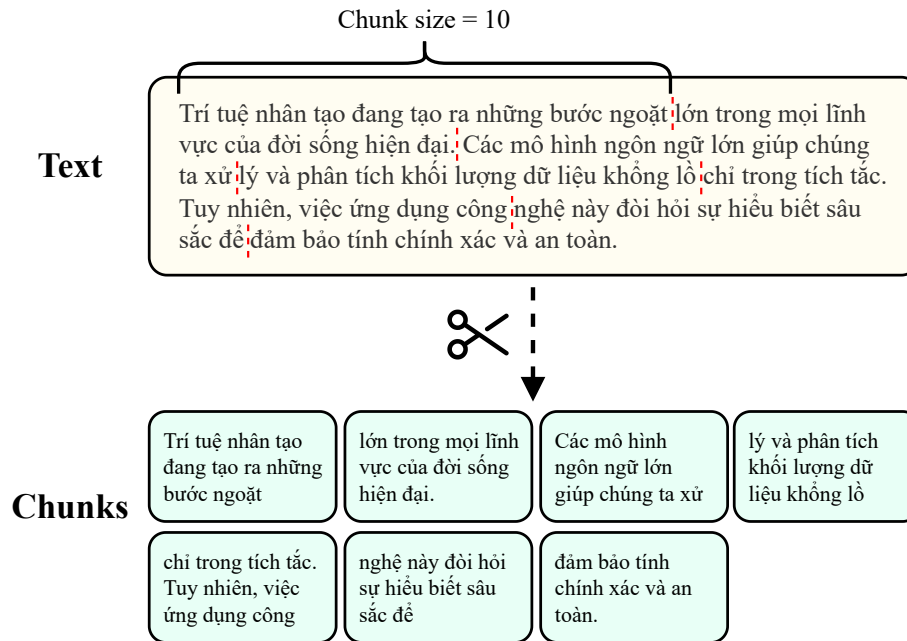 Chunk size = 10
Text
Trí tuệ nhân tạo đang tạo ra những bước ngoặt lớn trong mọi lĩnh
vực của đời sống hiện đại. Các mô hình ngôn ngữ lớn giúp chúng
ta xử lý và phân tích khối lượng dữ liệu khổng lồ chỉ trong tích tắc.
Tuy nhiên, việc ứng dụng công nghệ này đòi hỏi sự hiểu biết sâu
sắc để đảm bảo tính chính xác và an toàn.
Chunks
Trí tuệ nhân tạo
đang tạo ra những
bước ngoặt
lớn trong mọi lĩnh
vực của đời sống
hiện đại.
Các mô hình
ngôn ngữ lớn
giúp chúng ta xử
lý và phân tích
khối lượng dữ
liệu khổng lồ
chỉ trong tích tắc.
Tuy nhiên, việc
ứng dụng công
nghệ này đòi hỏi
sự hiểu biết sâu
sắc để
đảm bảo tính
chính xác và an
toàn.